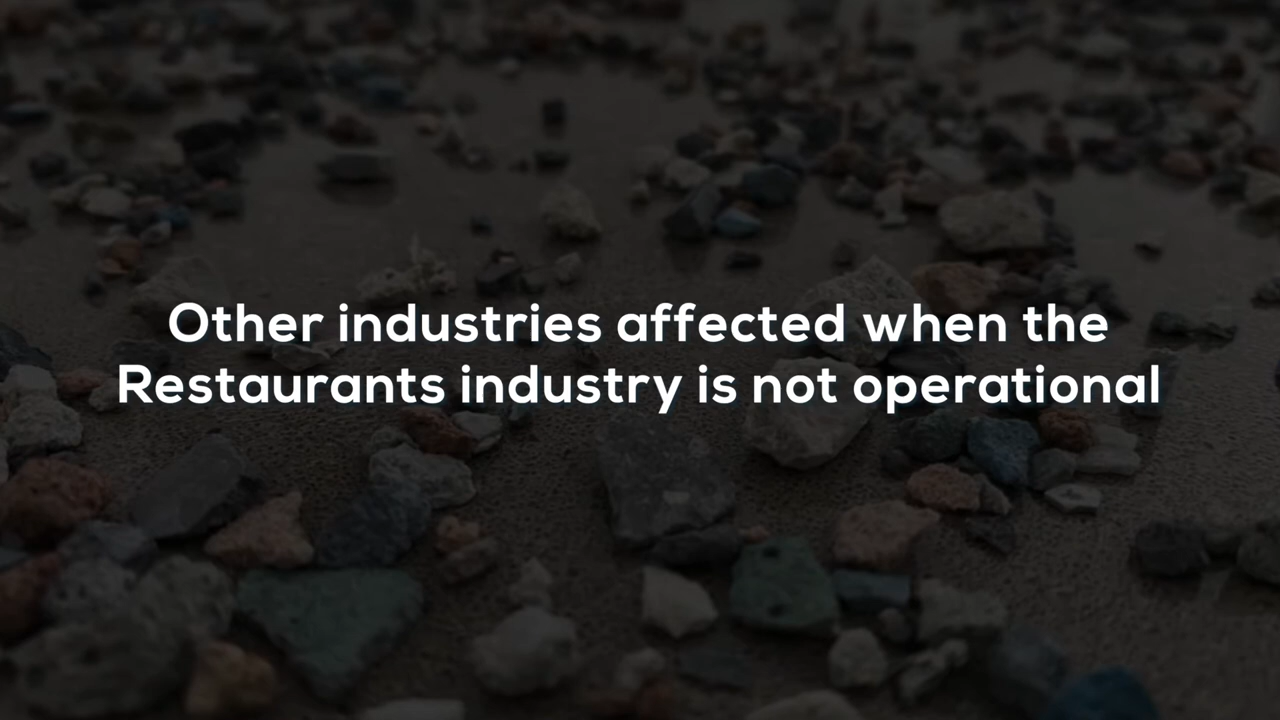 Other industries affected when the
Restaurants industry is not operational